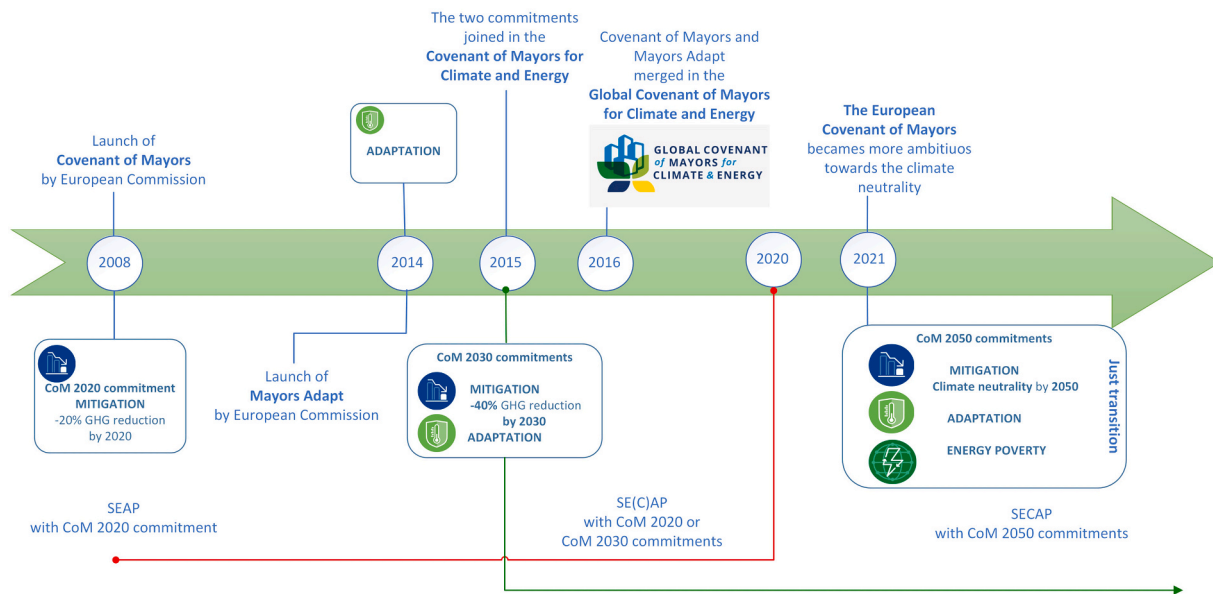 The two commitments
joined in the
Covenant of Mayors for
Climate and Energy
Covenant of Mayors and
Mayors Adapt
merged in the
Global Covenant of Mayors
for Climate and Energy
GLOBAL COVENANT
of MAYORS for
CLIMATE & ENERGY
The European
Covenant of Mayors
becames more ambitiuos
towards the climate
neutrality
Launch of
Covenant of Mayors
by European Commission
ADAPTATION
2008
2014
2015
2016
2020
2021
CoM 2020 commitment
MITIGATION
-20% GHG reduction
by 2020
Launch of
Mayors Adapt
by European Commission
CoM 2030 commitments
MITIGATION
-40% GHG reduction
by 2030
ADAPTATION
CoM 2050 commitments
MITIGATION
Climate neutrality by 2050
ADAPTATION
ENERGY POVERTY
Just transition
SEAP
with CoM 2020 commitment
SE(C)AP
with CoM 2020 or
CoM 2030 commitments
SECAP
with CoM 2050 commitments